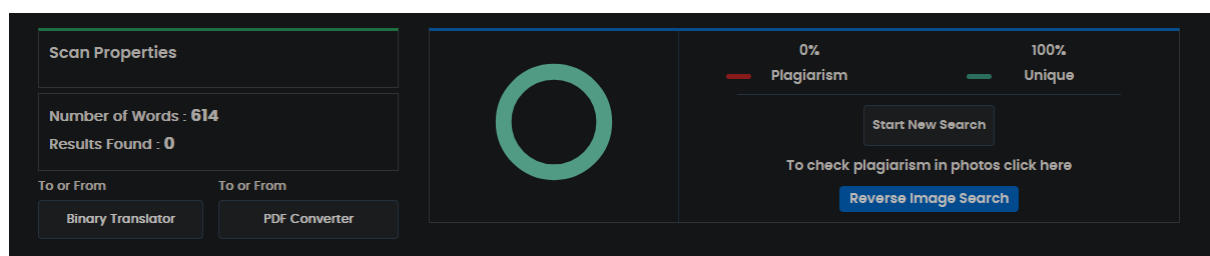 Scan Properties
Number of Words : 614
Results Found : 0
To or From
To or From
Binary Translator
PDF Converter
0%
100%
Plagiarism
Unique
Start New Search
To check plagiarism in photos click here
Reverse Image Search